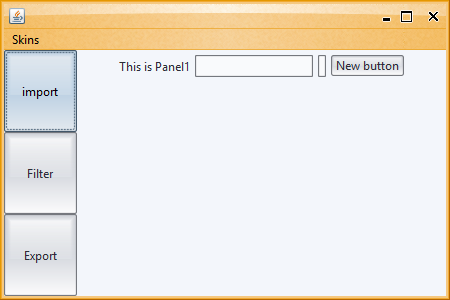 Skins
import
This is Panel1 New button
Filter
Export